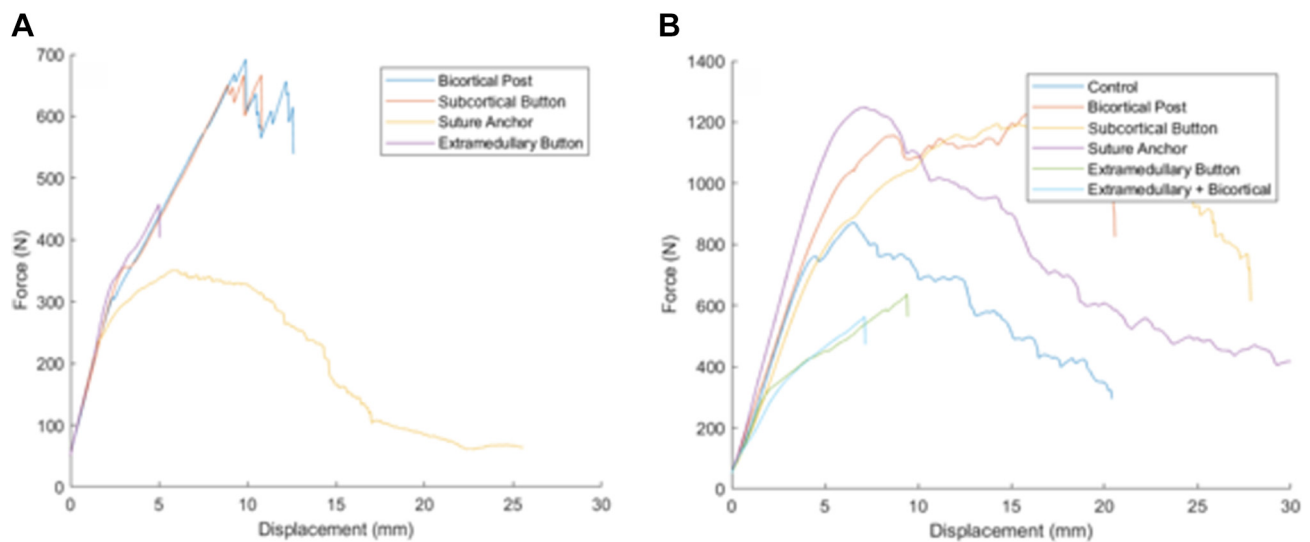 A
700
600
500
400
300
200
100
0
Force (N)
0 5 10 15 20 25 30
Displacement (mm)
Bicortical Post
Subcortical Button
Suture Anchor
Extramedullary Button
B
1400
1200
1000
800
600
400
200
0
Force (N)
0 5 10 15 20 25 30
Displacement (mm)
Control
Bicortical Post
Subcortical Button
Suture Anchor
Extramedullary Button
Extramedullary + Bicortical